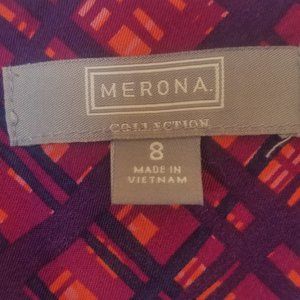 MERONA.
COLLECTION
8
MADE IN
VIETNAM